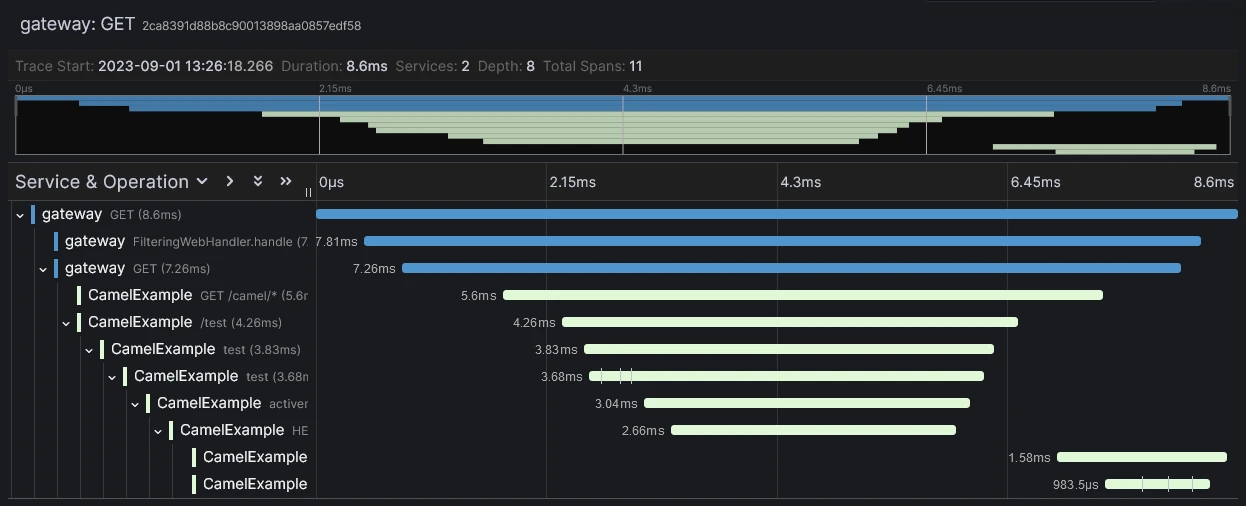 gateway: GET 2ca8391d88b8c90013898aa0857edf58
Trace Start: 2023-09-01 13:26:18.266 Duration: 8.6ms Services: 2 Depth: 8 Total Spans: 11
0μs 2.15ms 4.3ms 6.45ms 8.6ms
Service & Operation 0μs 2.15ms 4.3ms 6.45ms 8.6ms
gateway GET (8.6ms)
gateway FilteringWebHandler.handle (7. 7.81ms
gateway GET (7.26ms) 7.26ms
CamelExample GET /camel/* (5.6m 5.6ms
CamelExample /test (4.26ms) 4.26ms
CamelExample test (3.83ms) 3.83ms
CamelExample test (3.68m 3.68ms
CamelExample activer 3.04ms
CamelExample HE 2.66ms
CamelExample 1.58ms
CamelExample 983.5μs